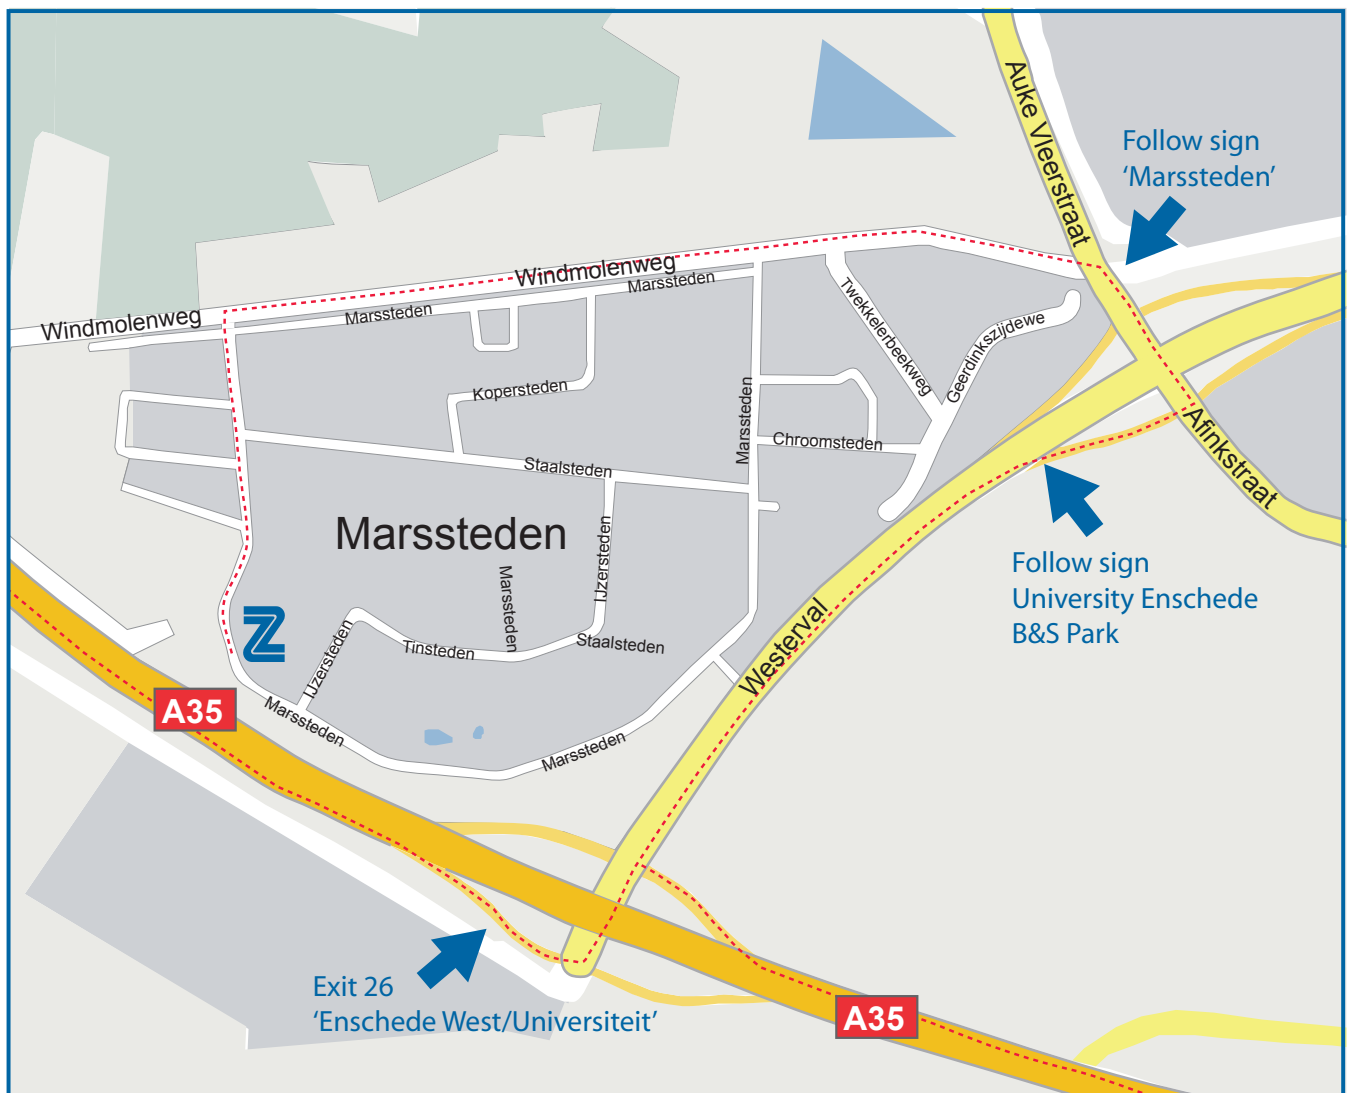 Auke Vleerstraat
Follow sign
‘Marssteden’
Windmolenweg
Marssteden
Windmolenweg
Marssteden
Twekkelerbeekweg
Geerdinkszijdewe
Kopersteden
Marssteden
Chroomsteden
Afinkstraat
Staalsteden
Marssteden
IJzersteden
Marssteden
Follow sign
University Enschede
B&S Park
Z
IJzersteden
Tinsteden
Staalsteden
Westerval
A35
Marssteden
Marssteden
Exit 26
‘Enschede West/Universiteit’
A35